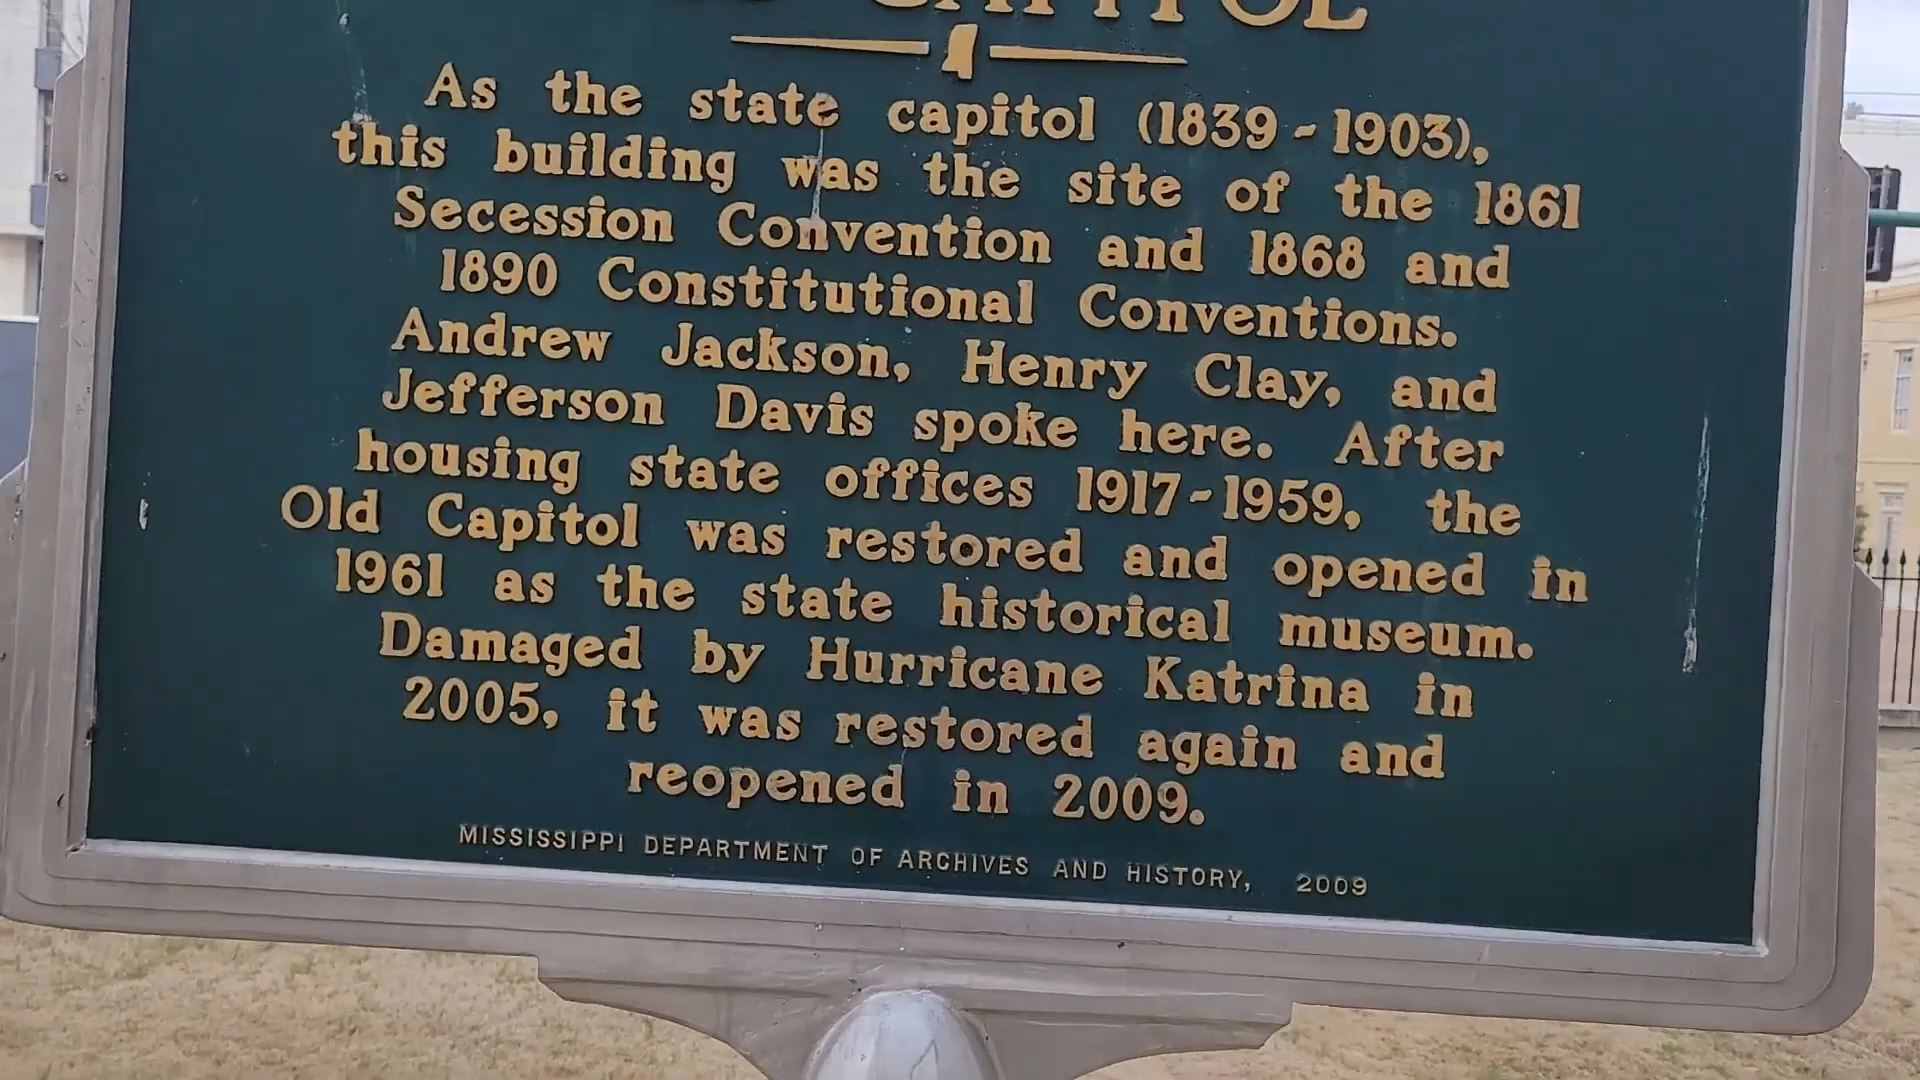 CAPITOL
As the state capitol (1839-1903),
this building was the site of the 1861
Secession Convention and 1868 and
1890 Constitutional Conventions.
Andrew Jackson, Henry Clay, and
Jefferson Davis spoke here. After
housing state offices 1917-1959, the
Old Capitol was restored and opened in
1961 as the state historical museum.
Damaged by Hurricane Katrina in
2005, it was restored again and
reopened in 2009.
MISSISSIPPI DEPARTMENT OF ARCHIVES AND HISTORY, 2009